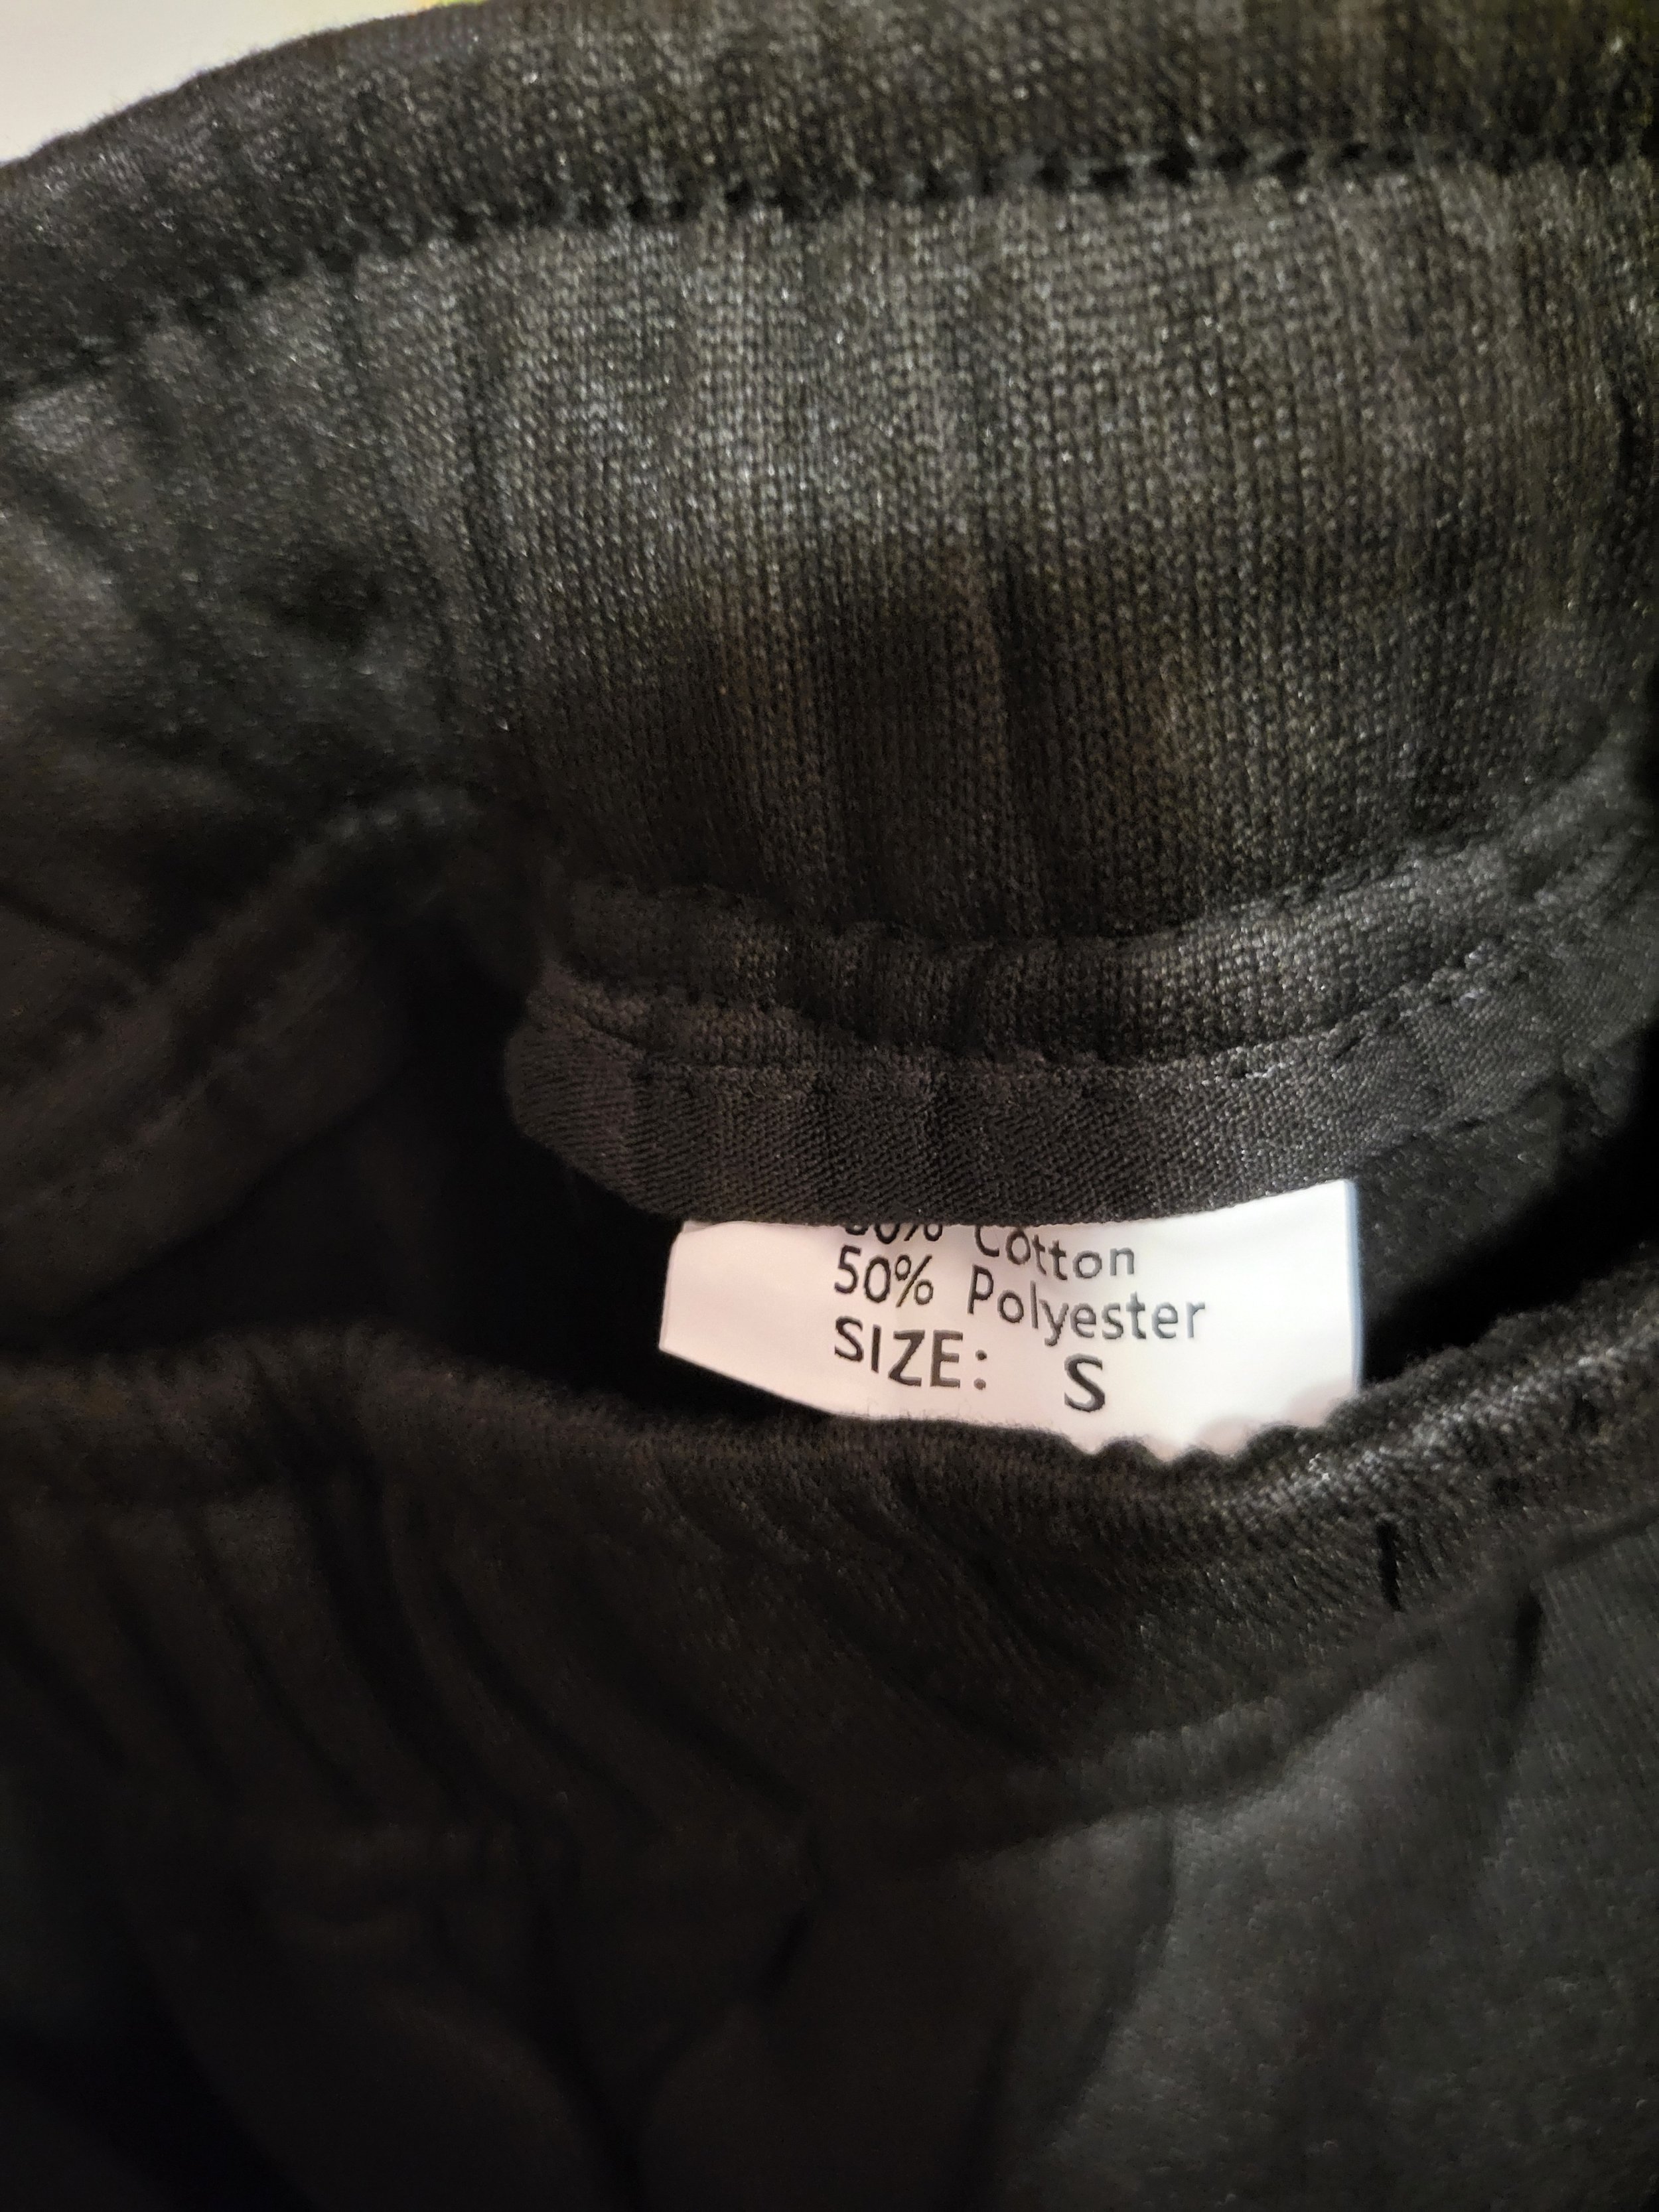 Cotton
50% Polyester
SIZE: S